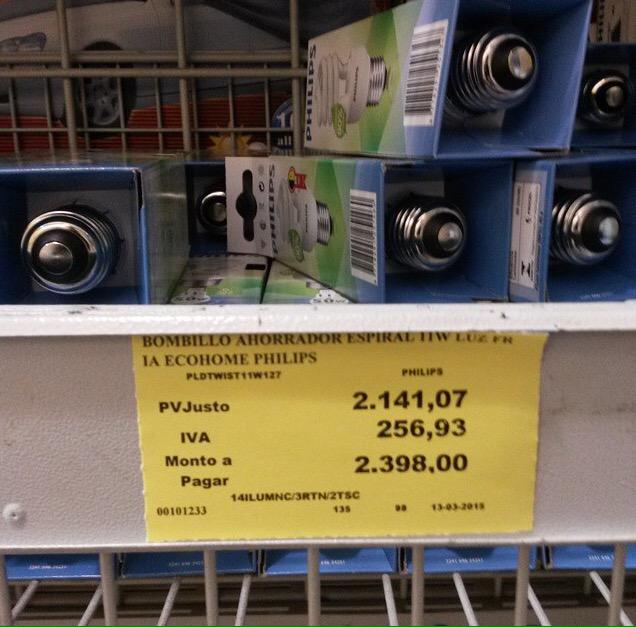 PHILIPS
PHILIPS
BOMBILLO AHORRADOR ESPIRAL 11W LUZ FR
IA ECOHOME PHILIPS
PLDTWIST11W127 PHILIPS
PVJusto 2.141,07
IVA 256,93
Monto a 2.398,00
Pagar
14ILUMNC/3RTN/2TSC
00101233 135 98 13-03-2015